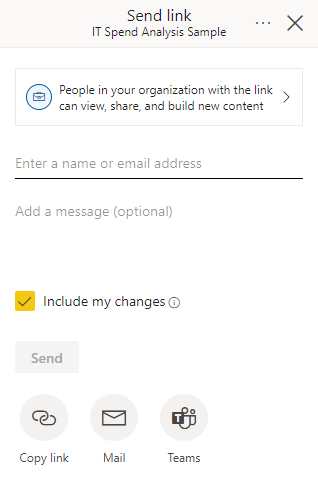 Send link
IT Spend Analysis Sample
People in your organization with the link
can view, share, and build new content
Enter a name or email address
Add a message (optional)
Include my changes
Send
Copy link
Mail
Teams